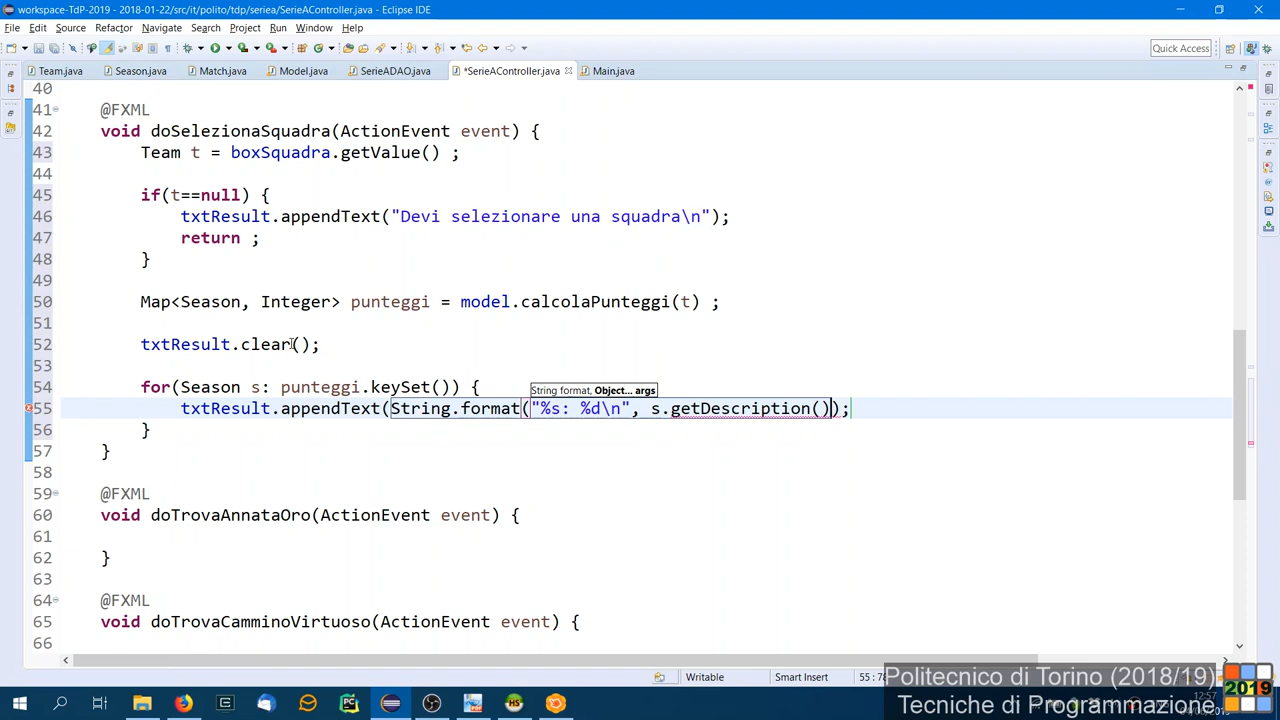 workspace-TdP-2019 - 2018-01-22/src/it/polito/tdp/seriea/SerieAController.java - Eclipse IDE
File Edit Source Refactor Navigate Search Project Run Window Help
Quick Access
Team.java Season.java Match.java Model.java SerieADAO.java *SerieAController.java Main.java
40
41 @FXML
42 void doSelezionaSquadra(ActionEvent event) {
43 Team t = boxSquadra.getValue() ;
44
45 if(t==null) {
46 txtResult.appendText("Devi selezionare una squadra\n");
47 return ;
48 }
49
50 Map<Season, Integer> punteggi = model.calcolaPunteggi(t) ;
51
52 txtResult.clear();
53
54 for(Season s: punteggi.keySet()) {
String format, Object... args
55 txtResult.appendText(String.format("%s: %d\n", s.getDescription());
56 }
57 }
58
59 @FXML
60 void doTrovaAnnataOro(ActionEvent event) {
61
62 }
63
64 @FXML
65 void doTrovaCamminoVirtuoso(ActionEvent event) {
66
Writable Smart Insert
Politecnico di Torino (2018/19)
Tecniche di Programmazione
2019
12:57